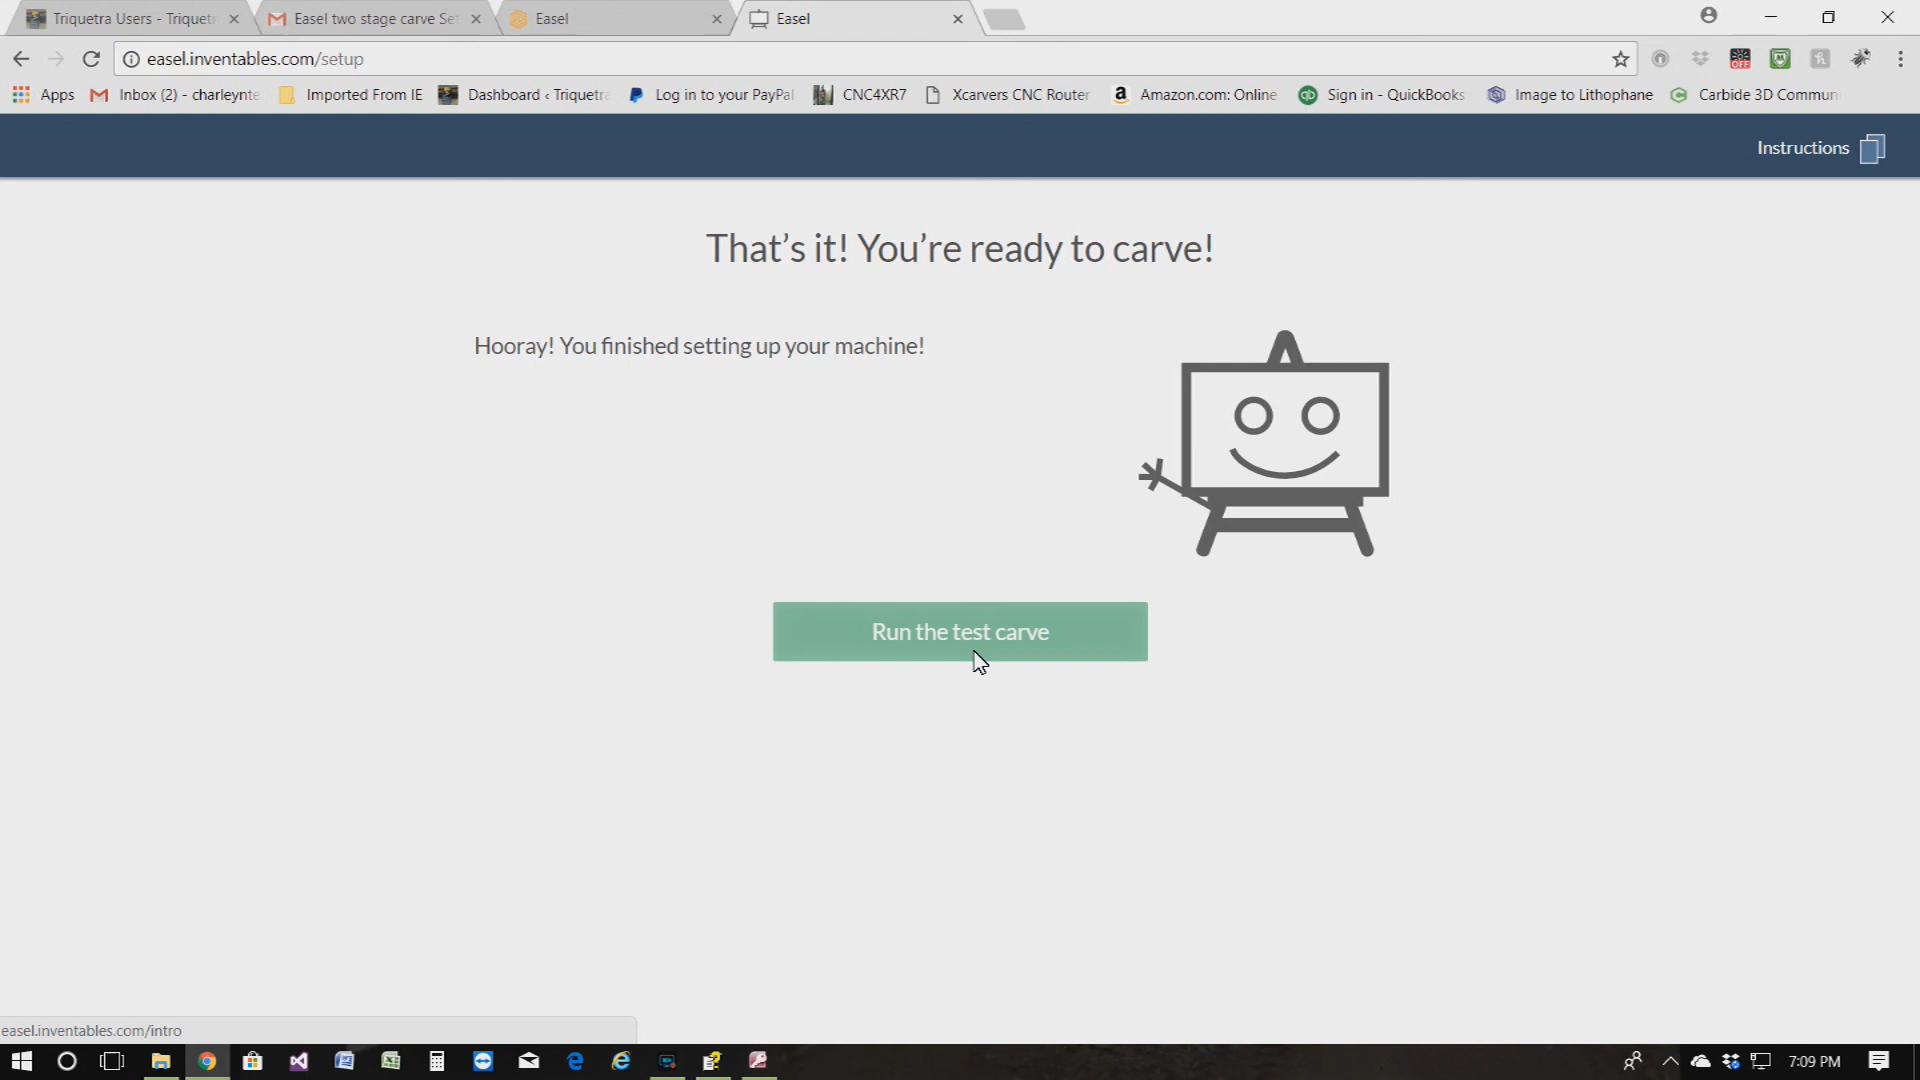 Triquetra Users - Triquetr
Easel two stage carve Set
Easel
Easel
easel.inventables.com/setup
Apps
Inbox (2) - charleynte
Imported From IE
Dashboard ‹ Triquetra
Log in to your PayPal
CNC4XR7
Xcarvers CNC Router
Amazon.com: Online
Sign in - QuickBooks
Image to Lithophane
Carbide 3D Commun
Instructions
That's it! You're ready to carve!
Hooray! You finished setting up your machine!
Run the test carve
easel.inventables.com/intro
7:09 PM